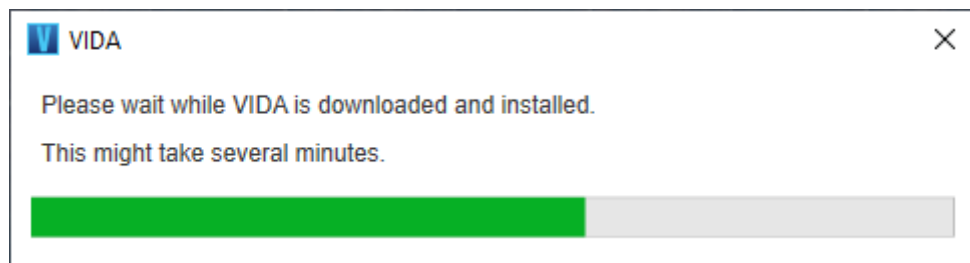 VIDA
Please wait while VIDA is downloaded and installed.
This might take several minutes.